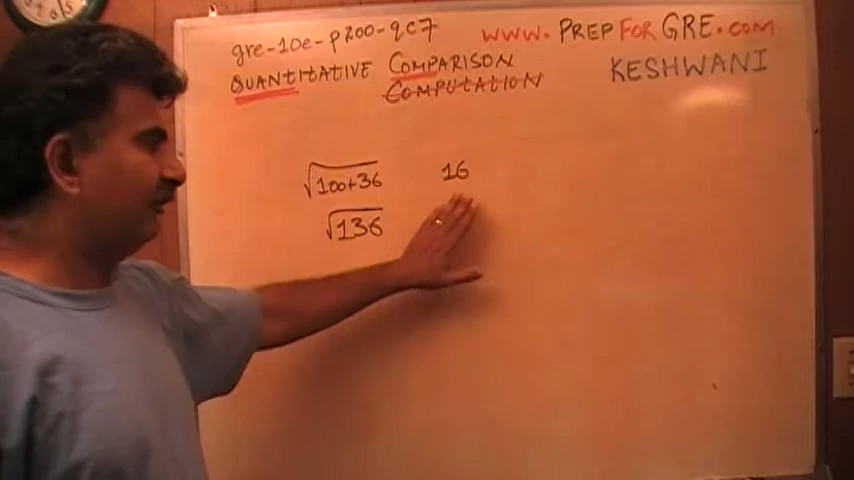 gre-10e-p200-qc7
www.PREPFORGRE.com
QUANTITATIVE COMPARISON
COMPUTATION
KESHWANI
√100+36 16
√136